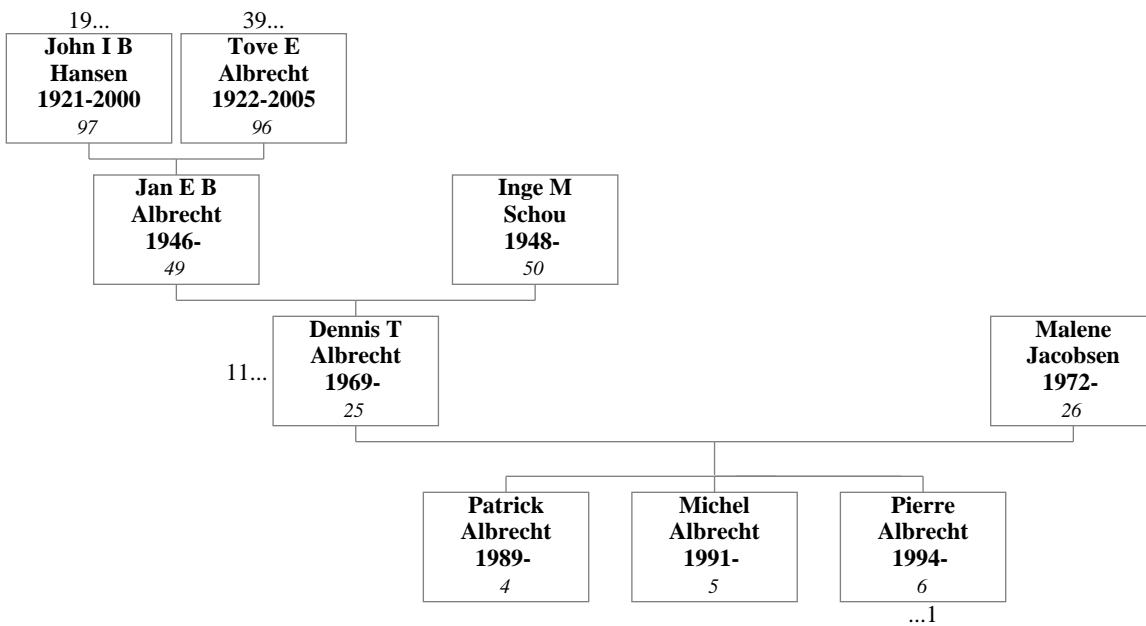 19...
39...
John I B
Hansen
1921-2000
97
Tove E
Albrecht
1922-2005
96
Jan E B
Albrecht
1946-
49
Inge M
Schou
1948-
50
11...
Dennis T
Albrecht
1969-
25
Malene
Jacobsen
1972-
26
Patrick
Albrecht
1989-
4
Michel
Albrecht
1991-
5
Pierre
Albrecht
1994-
6
...1